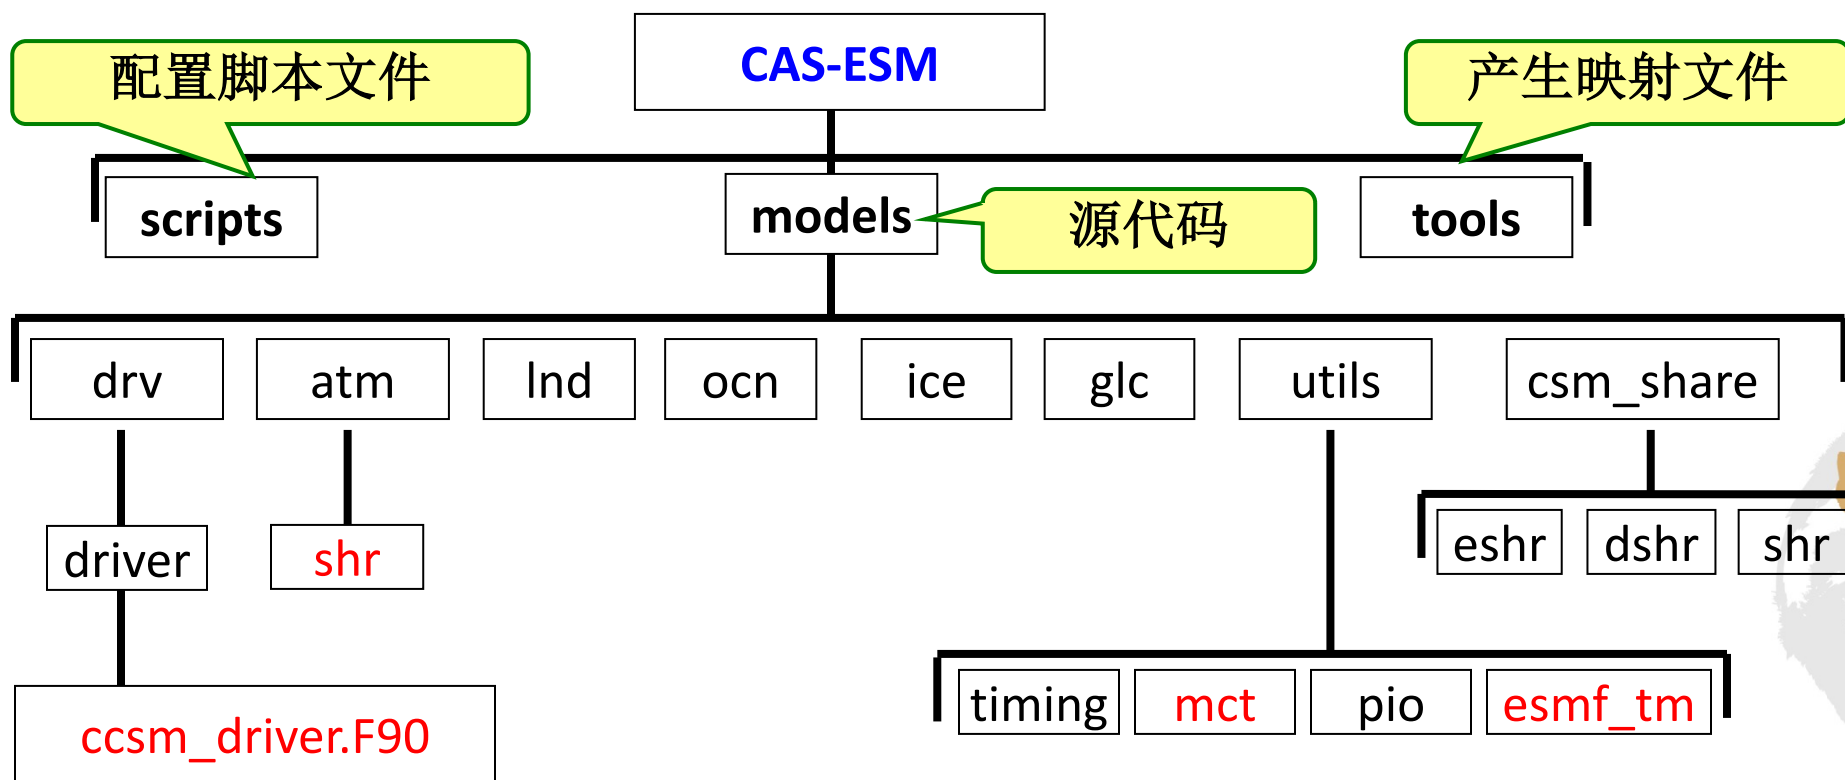 CAS-ESM
配置脚本文件
产生映射文件
scripts
models
源代码
tools
drv
atm
lnd
ocn
ice
glc
utils
csm_share
driver
shr
eshr
dshr
shr
timing
mct
pio
esmf_tm
ccsm_driver.F90